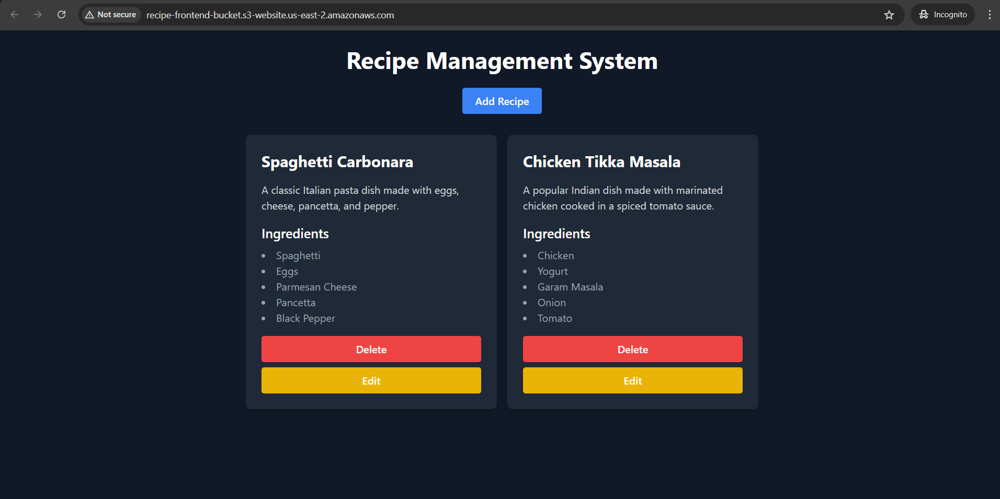 Not secure recipe-frontend-bucket.s3-website.us-east-2.amazonaws.com Incognito
Recipe Management System
Add Recipe
Spaghetti Carbonara
A classic Italian pasta dish made with eggs,
cheese, pancetta, and pepper.
Ingredients
Spaghetti
Eggs
Parmesan Cheese
Pancetta
Black Pepper
Delete
Edit
Chicken Tikka Masala
A popular Indian dish made with marinated
chicken cooked in a spiced tomato sauce.
Ingredients
Chicken
Yogurt
Garam Masala
Onion
Tomato
Delete
Edit